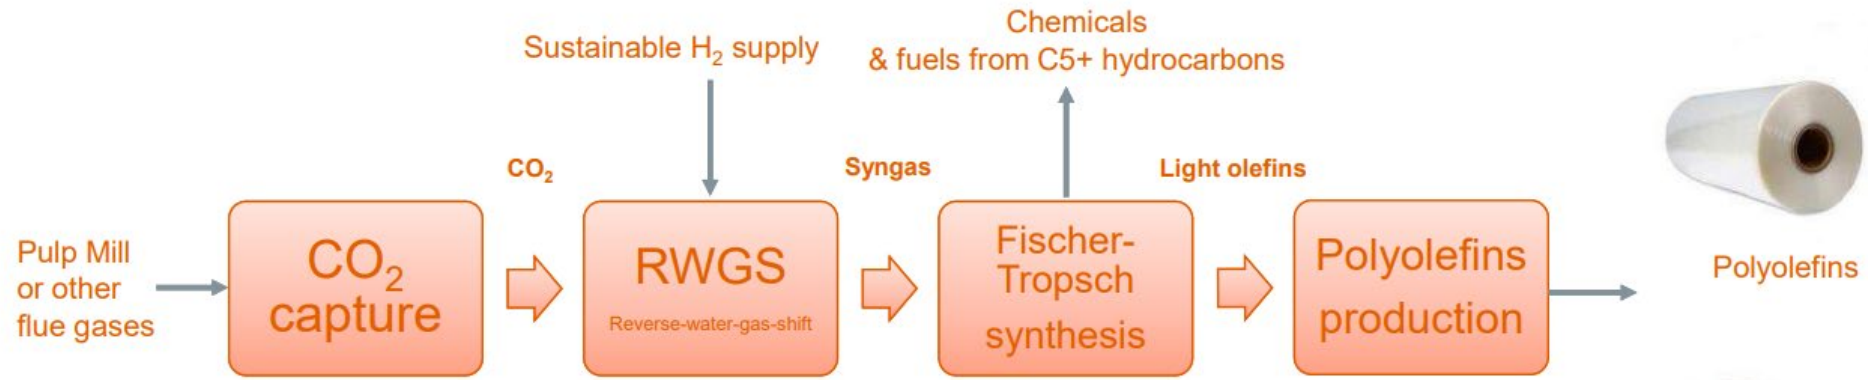 Pulp Mill
or other
flue gases
CO₂
capture
CO₂
Sustainable H₂ supply
RWGS
Reverse-water-gas-shift
Syngas
Chemicals
& fuels from C5+ hydrocarbons
Fischer-
Tropsch
synthesis
Light olefins
Polyolefins
production
Polyolefins